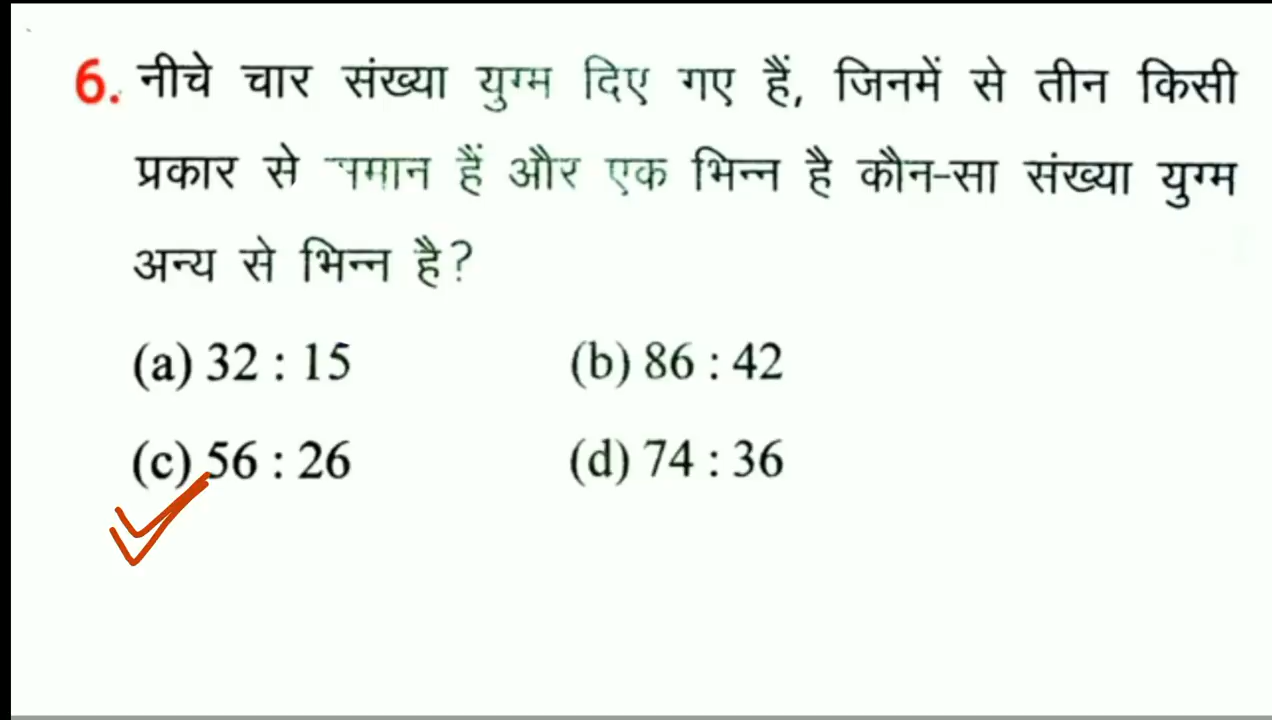 6. नीचे चार संख्या युग्म दिए गए हैं, जिनमें से तीन किसी
प्रकार से समान हैं और एक भिन्न है कौन-सा संख्या युग्म
अन्य से भिन्न है?
(a) 32 : 15 (b) 86 : 42
(c) 56 : 26 (d) 74 : 36